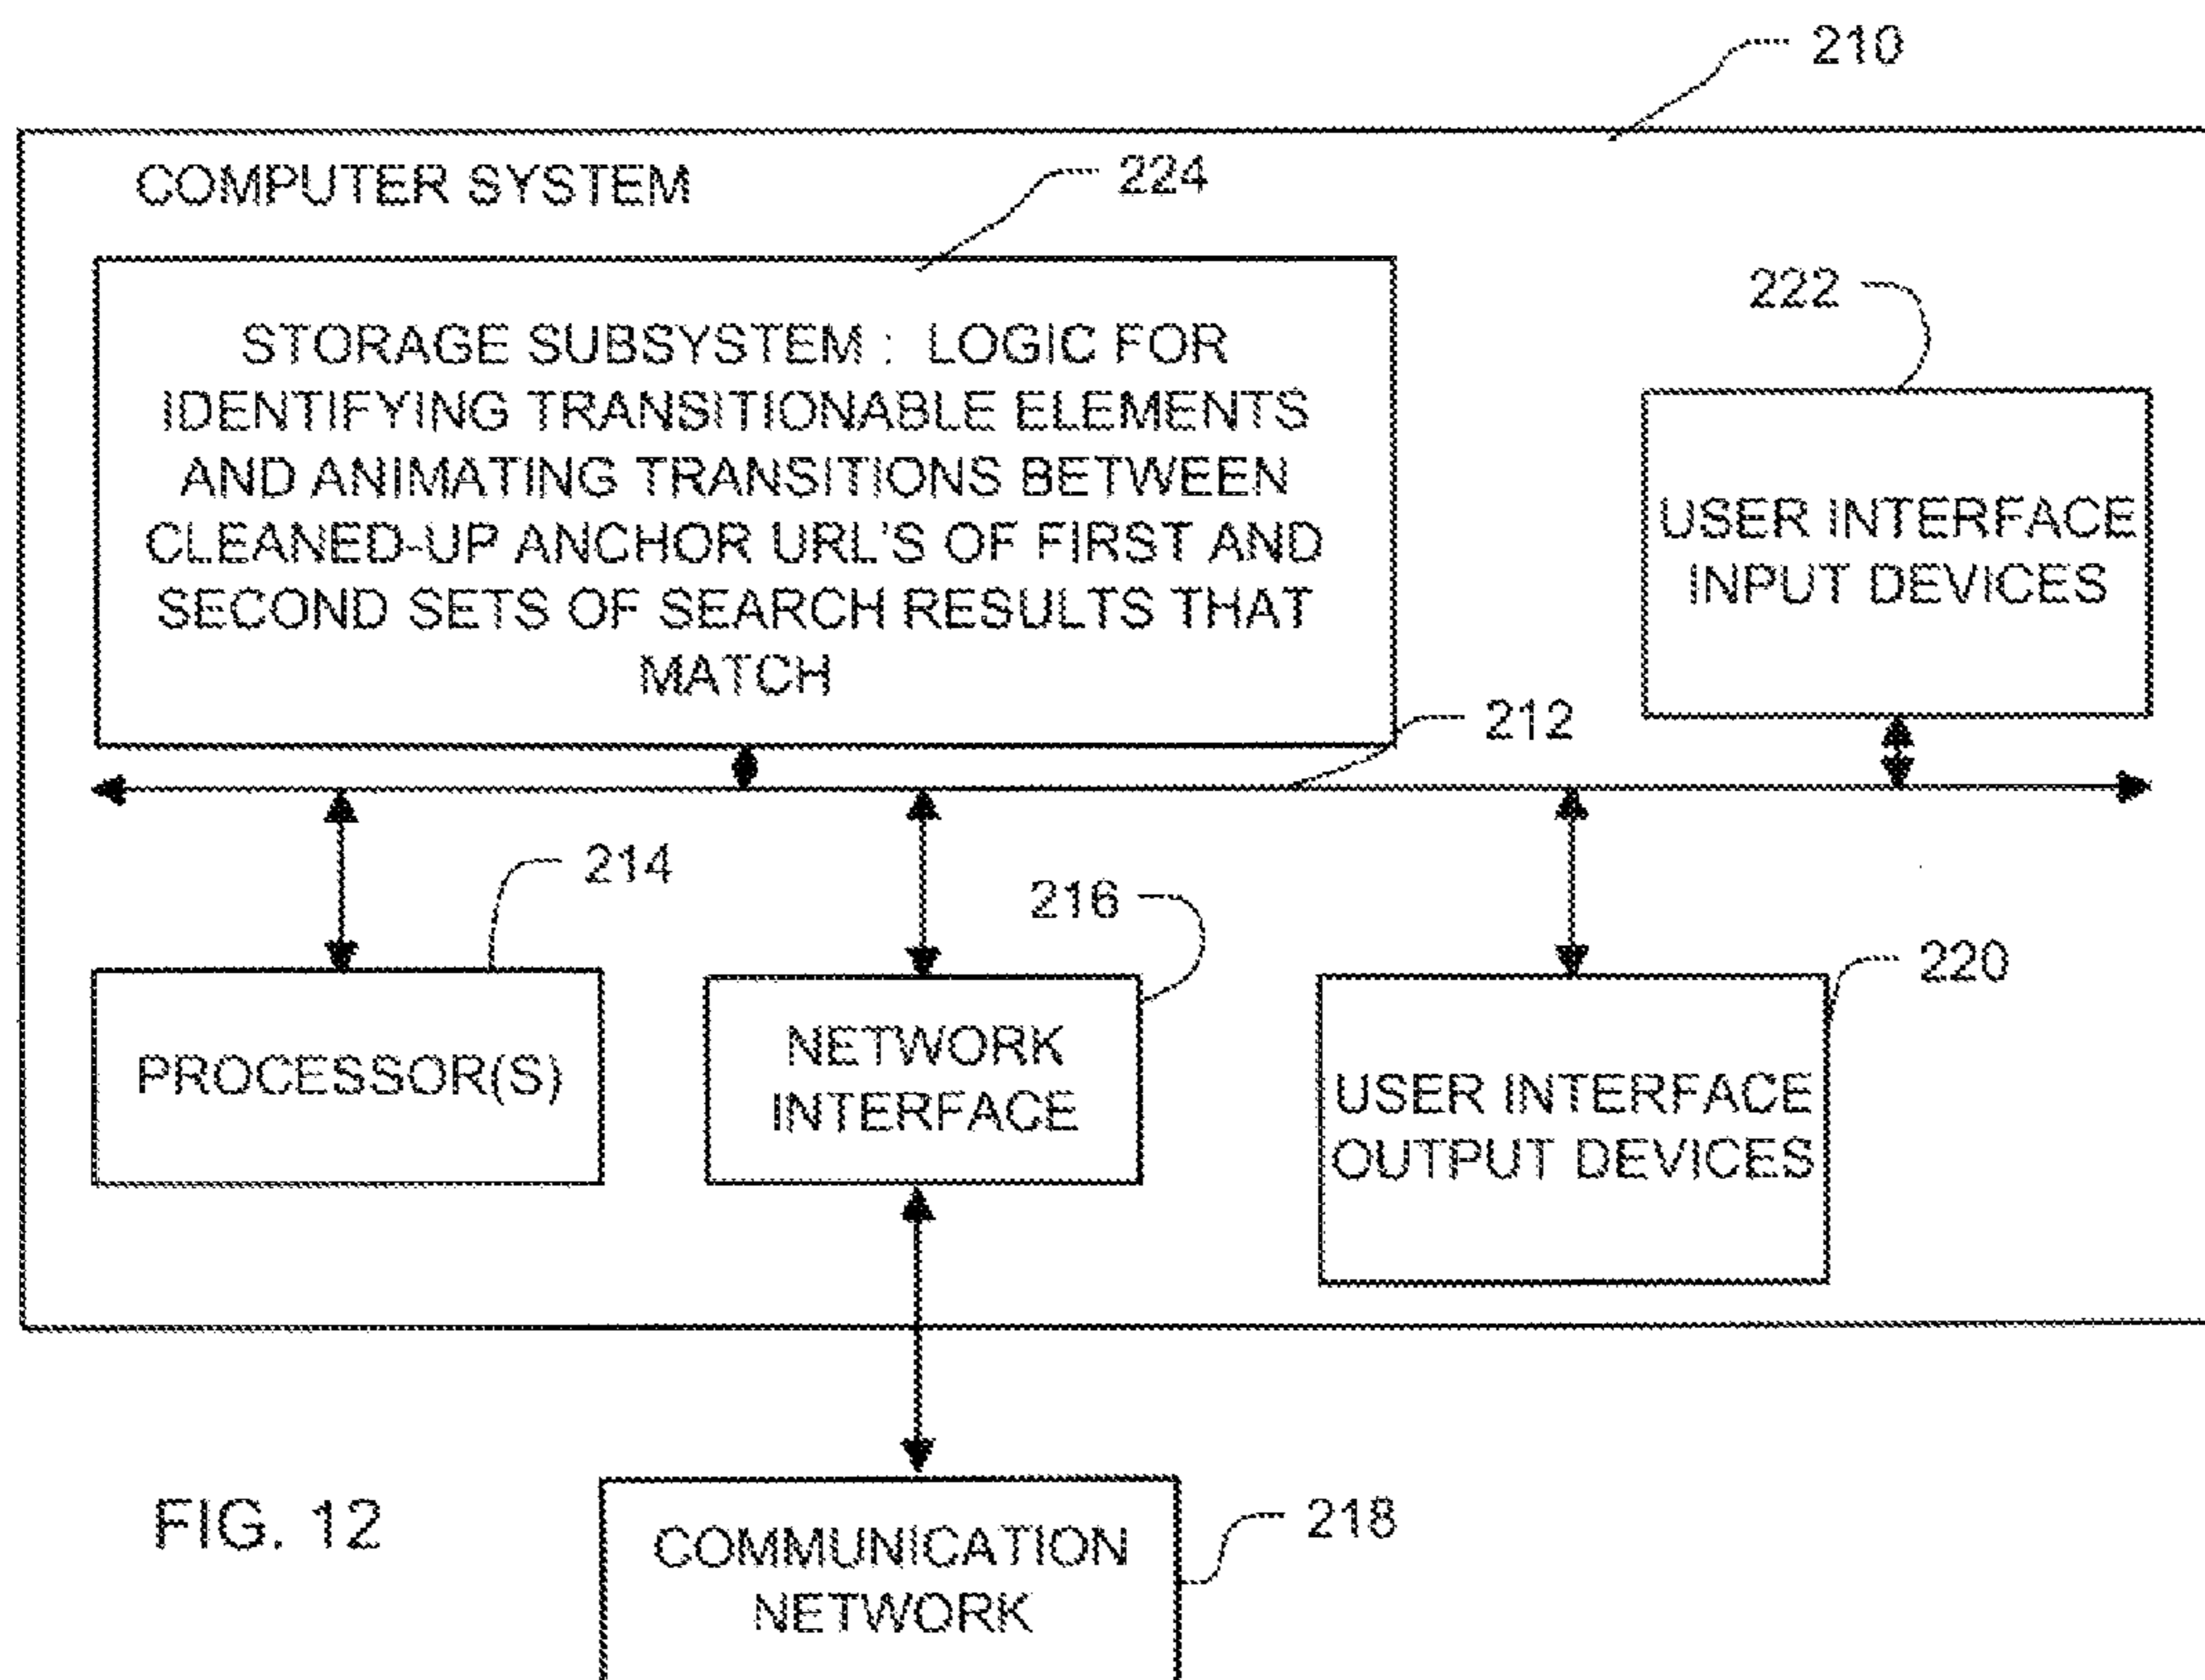 210
COMPUTER SYSTEM
224
STORAGE SUBSYSTEM : LOGIC FOR
IDENTIFYING TRANSITIONABLE ELEMENTS
AND ANIMATING TRANSITIONS BETWEEN
CLEANED-UP ANCHOR URL'S OF FIRST AND
SECOND SETS OF SEARCH RESULTS THAT
MATCH
222
USER INTERFACE
INPUT DEVICES
212
214
PROCESSOR(S)
216
NETWORK
INTERFACE
220
USER INTERFACE
OUTPUT DEVICES
FIG. 12
COMMUNICATION
NETWORK
218